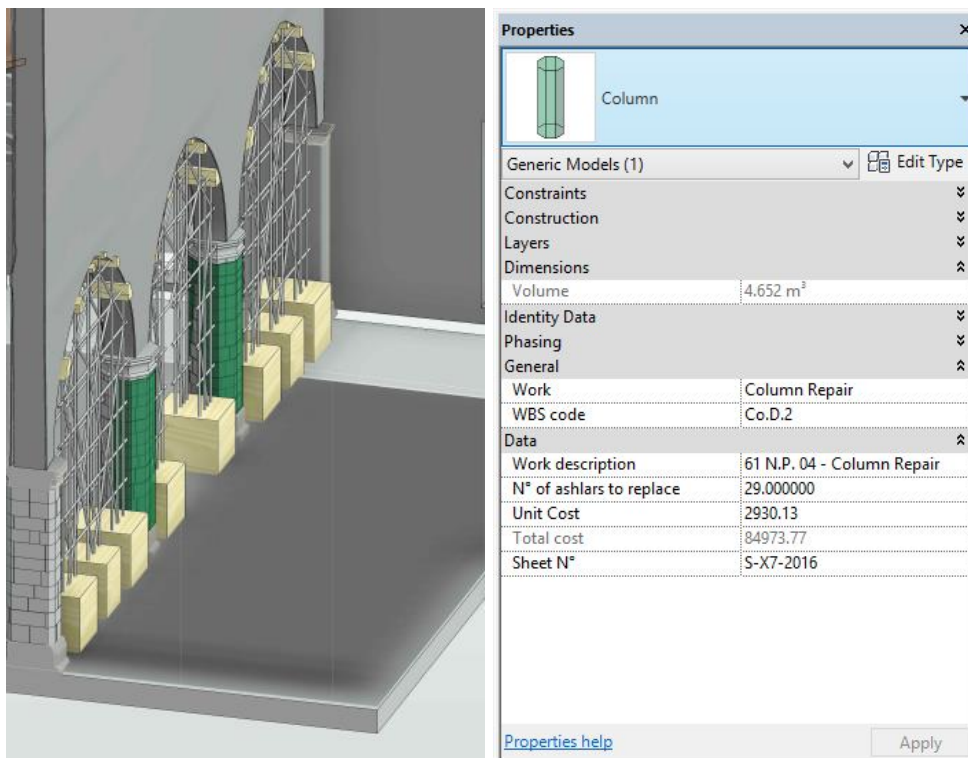 Properties
Column
Generic Models (1)
Edit Type
Constraints
Construction
Layers
Dimensions
Volume 4.652 m³
Identity Data
Phasing
General
Work Column Repair
WBS code Co.D.2
Data
Work description 61 N.P. 04 - Column Repair
N° of ashlars to replace 29.000000
Unit Cost 2930.13
Total cost 84973.77
Sheet N° S-X7-2016
Properties help
Apply